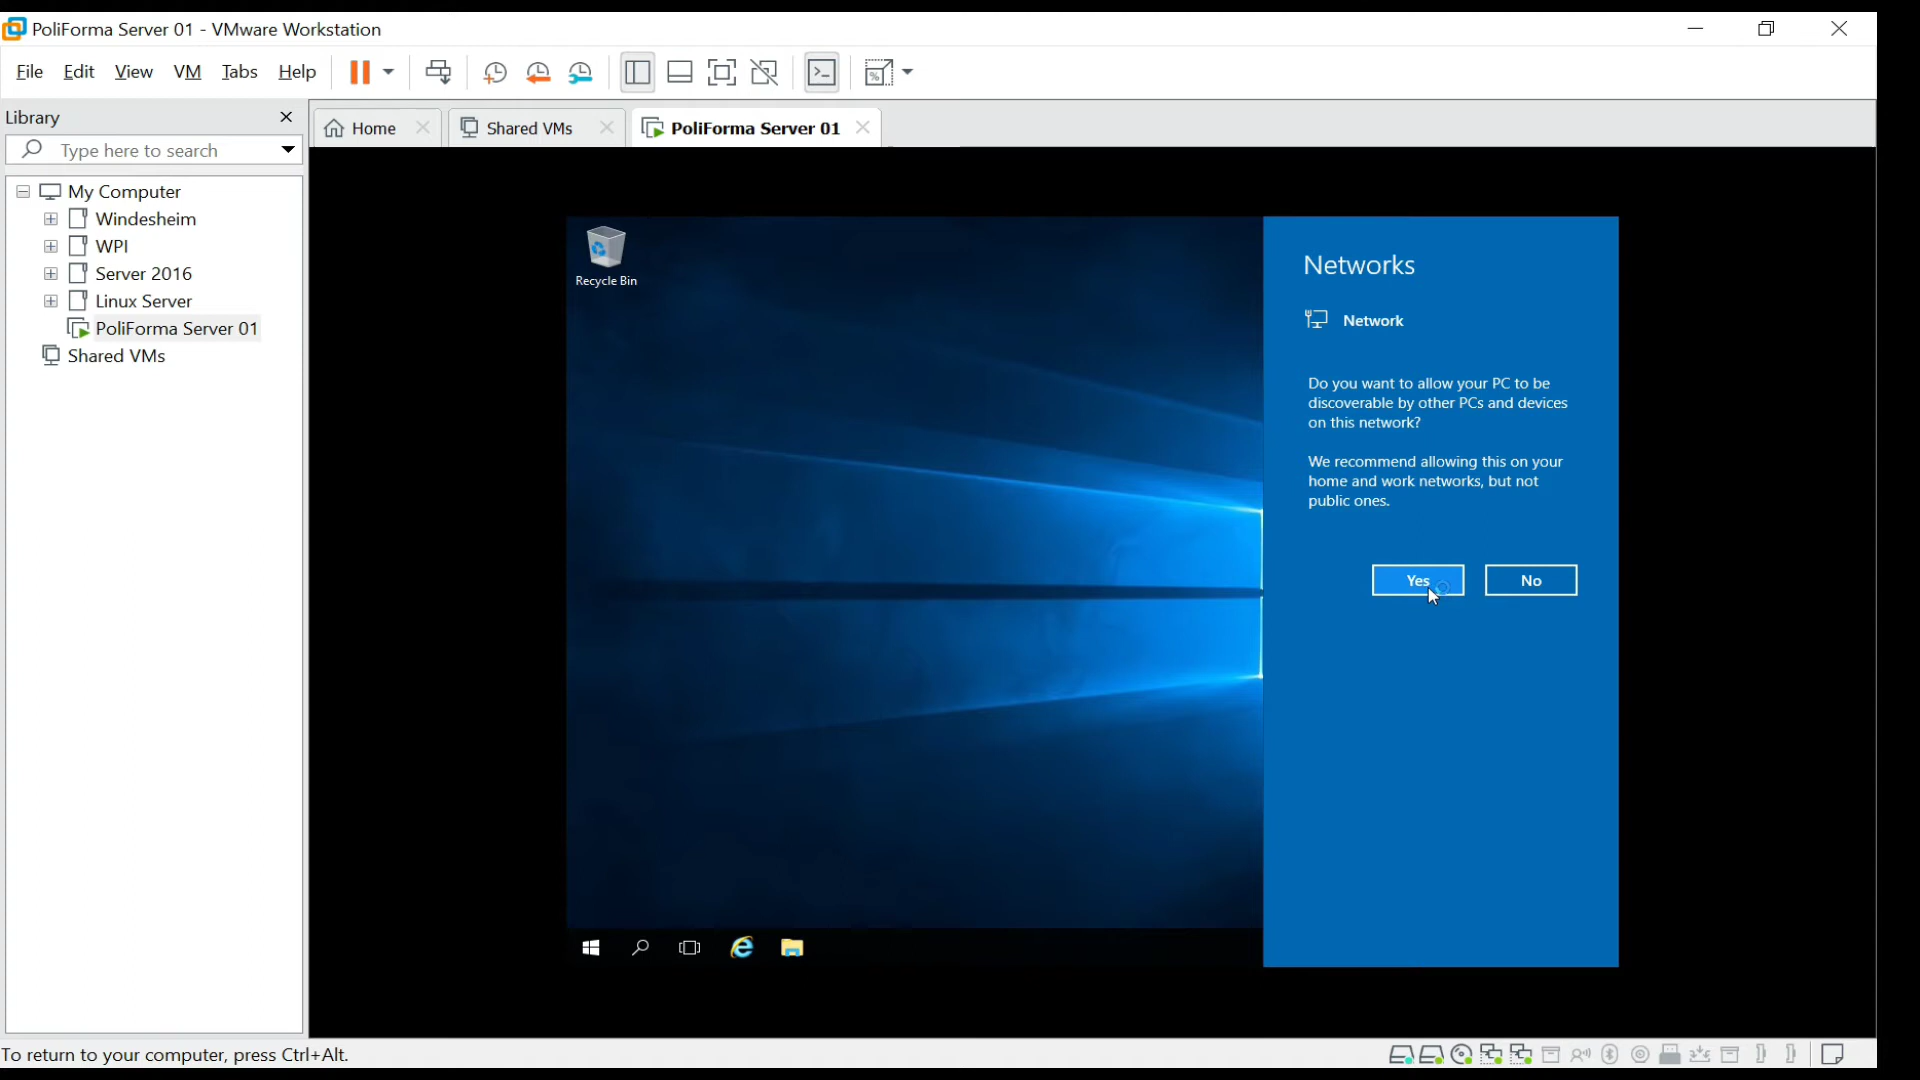 PoliForma Server 01 - VMware Workstation
File Edit View VM Tabs Help
Library
Home
Shared VMs
PoliForma Server 01
Type here to search
My Computer
Windesheim
WPI
Server 2016
Linux Server
PoliForma Server 01
Shared VMs
Recycle Bin
Networks
Network
Do you want to allow your PC to be
discoverable by other PCs and devices
on this network?
We recommend allowing this on your
home and work networks, but not
public ones.
Yes
No
To return to your computer, press Ctrl+Alt.